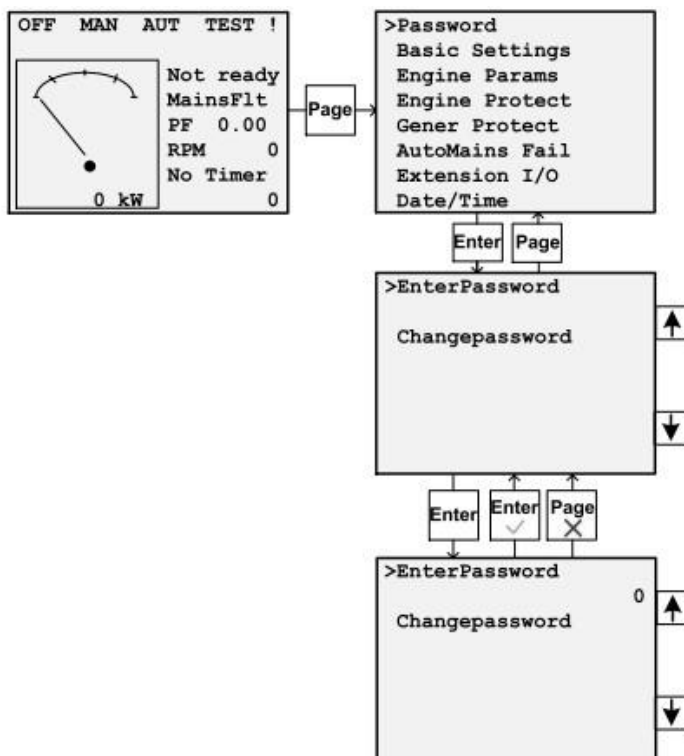 OFF MAN AUT TEST !
Not ready
MainsFlt
PF 0.00
RPM 0
No Timer
0 kW 0
Page
>Password
Basic Settings
Engine Params
Engine Protect
Gener Protect
AutoMains Fail
Extension I/O
Date/Time
Enter Page
>EnterPassword
Changepassword
Enter Enter Page
>EnterPassword
0
Changepassword